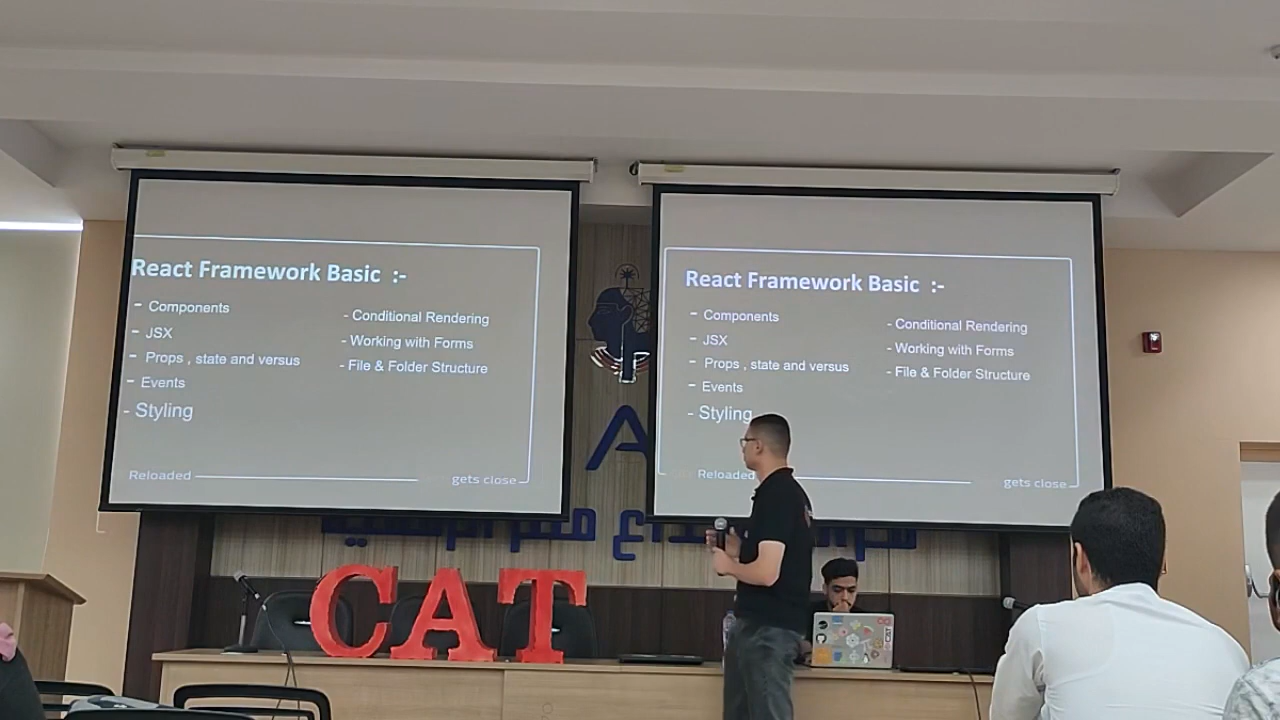 React Framework Basic :-
- Components
- JSX
- Props , state and versus
- Events
- Styling
- Conditional Rendering
- Working with Forms
- File & Folder Structure
Reloaded
gets close
React Framework Basic :-
- Components
- JSX
- Props , state and versus
- Events
- Styling
- Conditional Rendering
- Working with Forms
- File & Folder Structure
Reloaded
gets close
A
CAT